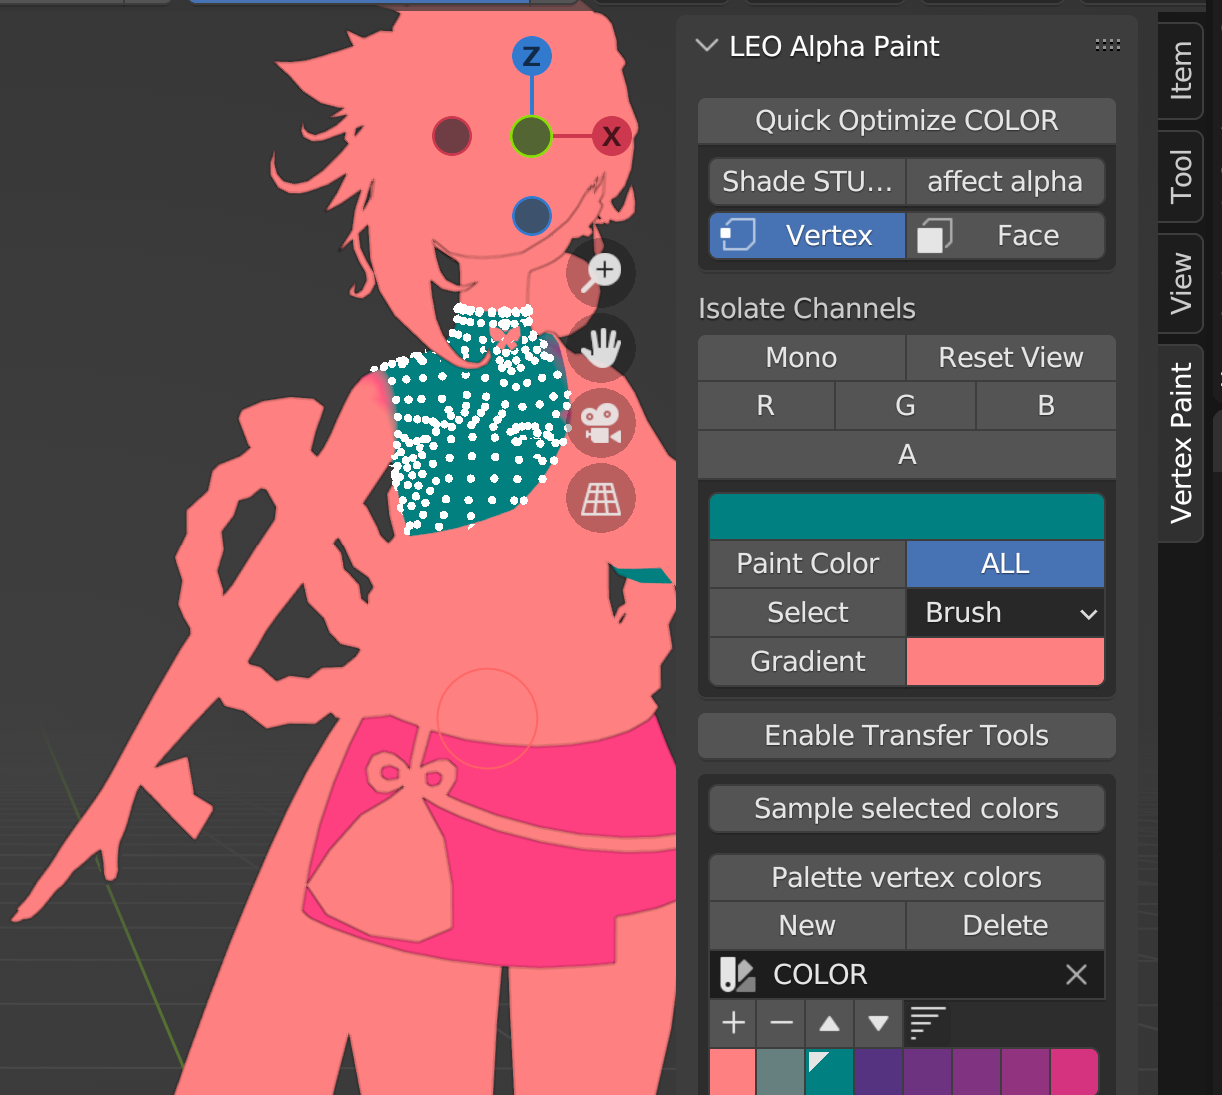 Z
X
LEO Alpha Paint
Quick Optimize COLOR
Shade STU... affect alpha
Vertex Face
Isolate Channels
Mono Reset View
R G B
A
Paint Color ALL
Select Brush
Gradient
Enable Transfer Tools
Sample selected colors
Palette vertex colors
New Delete
COLOR
Item
Tool
View
Vertex Paint